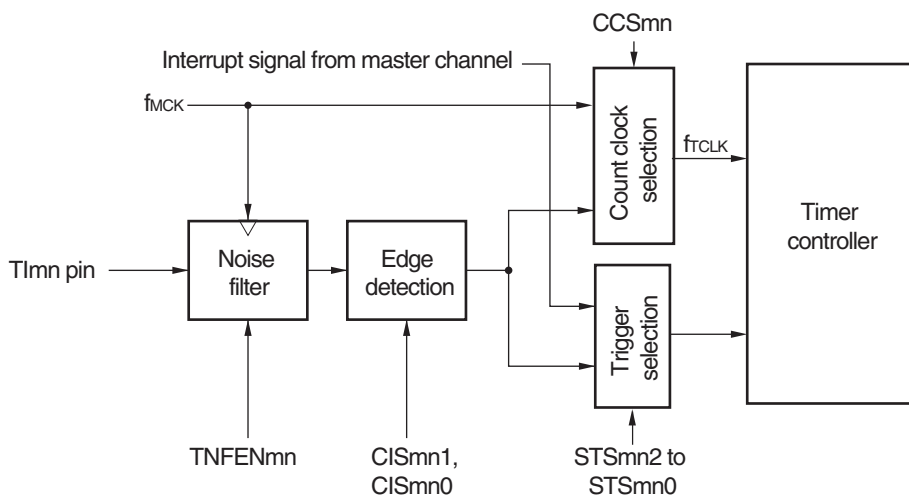 CCSmn
Interrupt signal from master channel
fMCK
Count clock
selection
fTCLK
Timer
controller
TImn pin
Noise
filter
Edge
detection
Trigger
selection
TNFENmn
CISmn1,
CISmn0
STSmn2 to
STSmn0